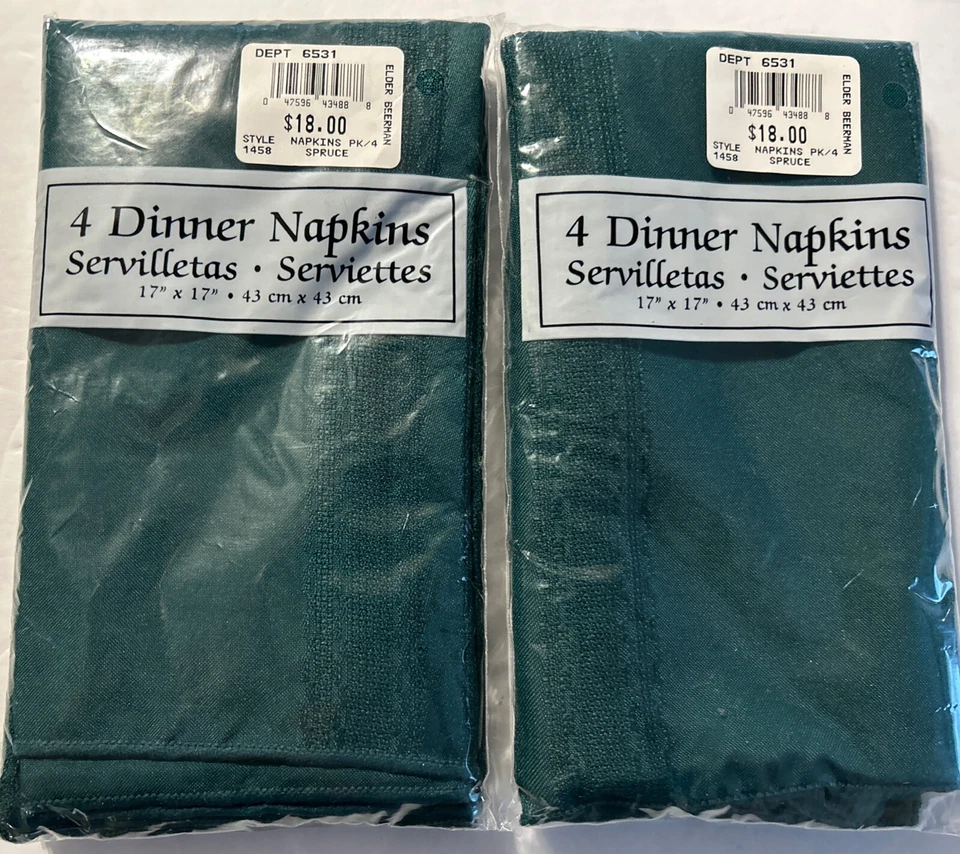 DEPT 6531
ELDER BEERMAN
0 47596 43488 8
$18.00
STYLE NAPKINS PK/4
1458 SPRUCE
4 Dinner Napkins
Servilletas • Serviettes
17" x 17" • 43 cm x 43 cm
DEPT 6531
ELDER BEERMAN
0 47596 43488 8
$18.00
STYLE NAPKINS PK/4
1458 SPRUCE
4 Dinner Napkins
Servilletas • Serviettes
17" x 17" • 43 cm x 43 cm